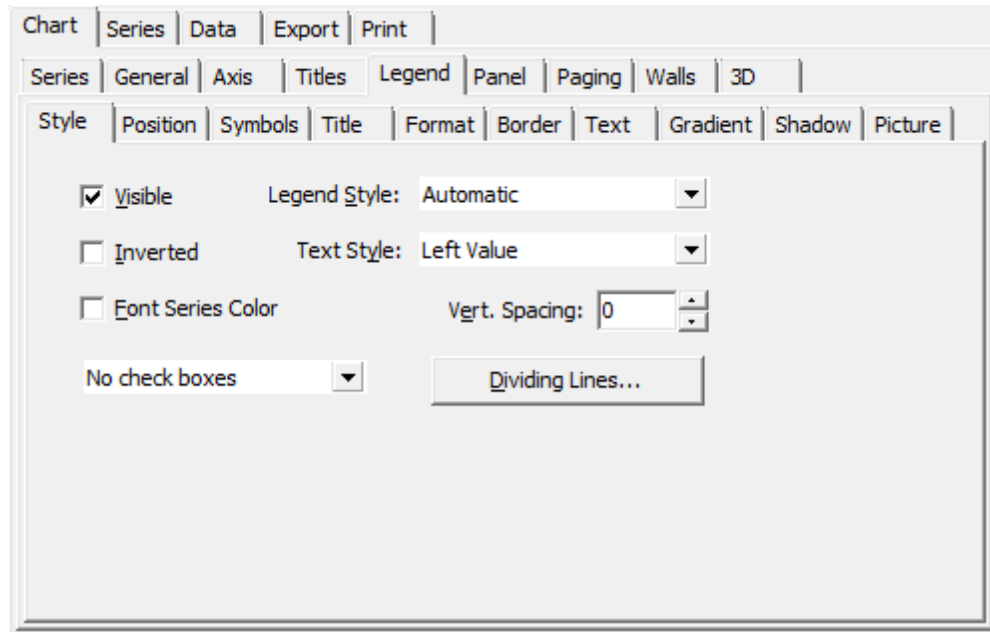 Chart Series Data Export Print
Series General Axis Titles Legend Panel Paging Walls 3D
Style Position Symbols Title Format Border Text Gradient Shadow Picture
Visible Legend Style: Automatic
Inverted Text Style: Left Value
Font Series Color Vert. Spacing: 0
No check boxes Dividing Lines...